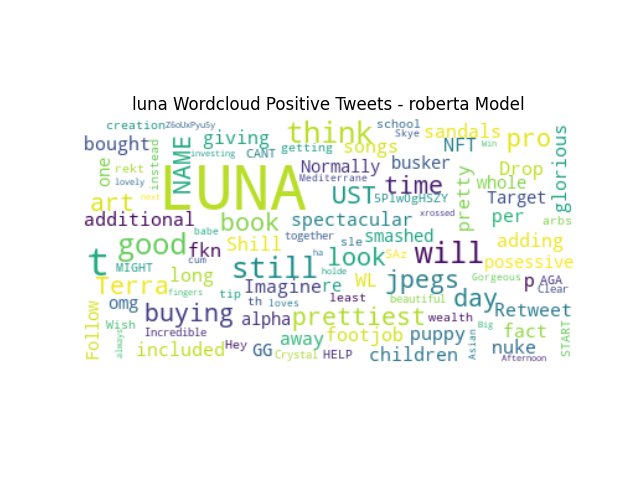 luna Wordcloud Positive Tweets - roberta Model
creation Z6oUxPyuSy think school Skye sandals Win pro glorious
bought one rekt instead NAME giving getting songs NFT
investing CANT Normally busker Drop whole
lovely next LUNA Mediterrane UST time 5PlwUgHSZY pretty Target
art additional babe book spectacular xrossed per arbs
t good fkn Shill together sle smashed will adding
MIGHT cum still ha look SAz posessive
Terra long Imagine re holde WL jpegs Gorgeous p AGA
omg fingers tip th loves least beautiful day Clear
Follow Wish buying alpha prettiest wealth Retweet
always Incredible footjob puppy Big fact START
included Hey GG away Crystal HELP children Asian nuke Afternoon